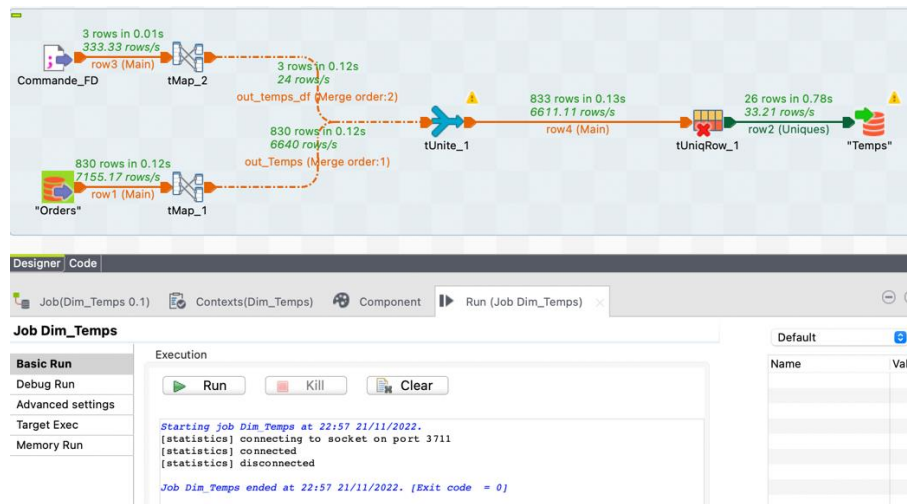 3 rows in 0.01s
333.33 rows/s
row3 (Main)
Commande_FD
tMap_2
3 rows in 0.12s
24 rows/s
out_temps_df (Merge order:2)
830 rows in 0.12s
6640 rows/s
out_Temps (Merge order:1)
833 rows in 0.13s
6611.11 rows/s
row4 (Main)
tUnite_1
26 rows in 0.78s
33.21 rows/s
row2 (Uniques)
tUniqRow_1
"Temps"
830 rows in 0.12s
7155.17 rows/s
row1 (Main)
"Orders"
tMap_1
Designer Code
Job(Dim_Temps 0.1) Contexts(Dim_Temps) Component Run (Job Dim_Temps)
Job Dim_Temps
Default
Basic Run
Debug Run
Advanced settings
Target Exec
Memory Run
Execution
Run Kill Clear
Name
Starting job Dim_Temps at 22:57 21/11/2022.
[statistics] connecting to socket on port 3711
[statistics] connected
[statistics] disconnected
Job Dim_Temps ended at 22:57 21/11/2022. [Exit code = 0]